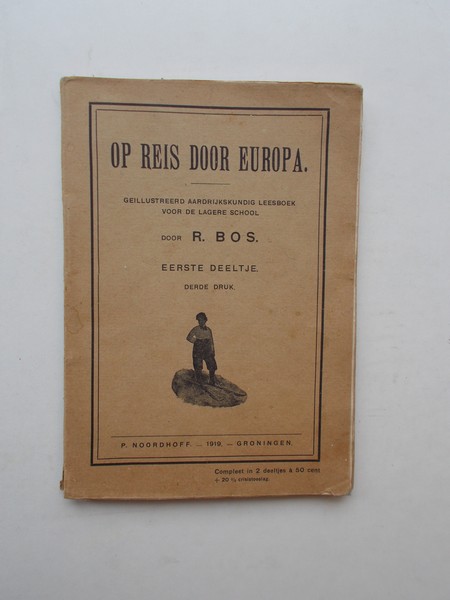 OP REIS DOOR EUROPA.
GEILLUSTREERD AARDRIJKSKUNDIG LEESBOEK
VOOR DE LAGERE SCHOOL
DOOR R. BOS.
EERSTE DEELTJE.
DERDE DRUK.
P. NOORDHOFF. — 1919. — GRONINGEN.
Compleet in 2 deeltjes à 50 cent
+ 20 %